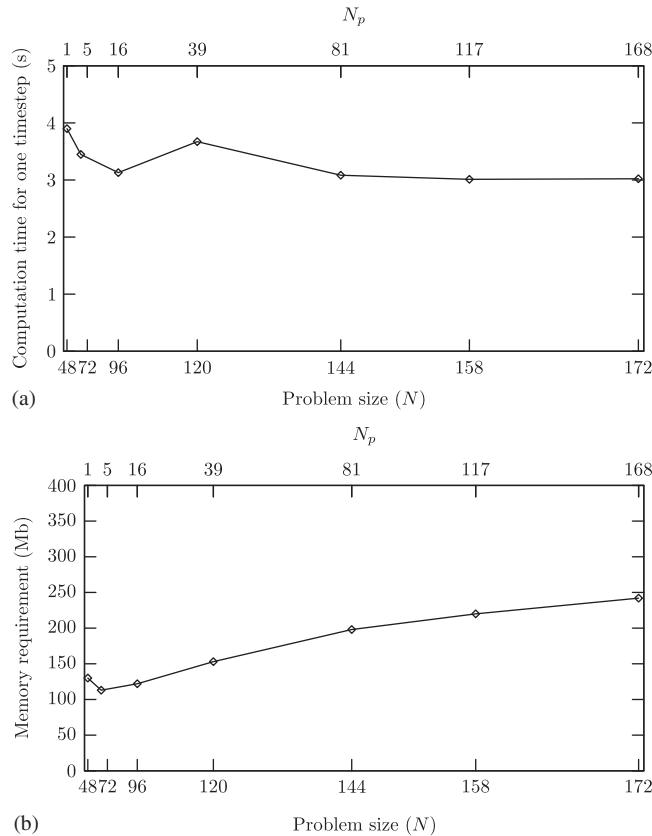 N_p
1 5 16 39 81 117 168
Computation time for one timestep (s)
5
4
3
2
1
0
48 72 96 120 144 158 172
(a)
Problem size (N)
N_p
1 5 16 39 81 117 168
Memory requirement (Mb)
400
350
300
250
200
150
100
50
0
48 72 96 120 144 158 172
(b)
Problem size (N)